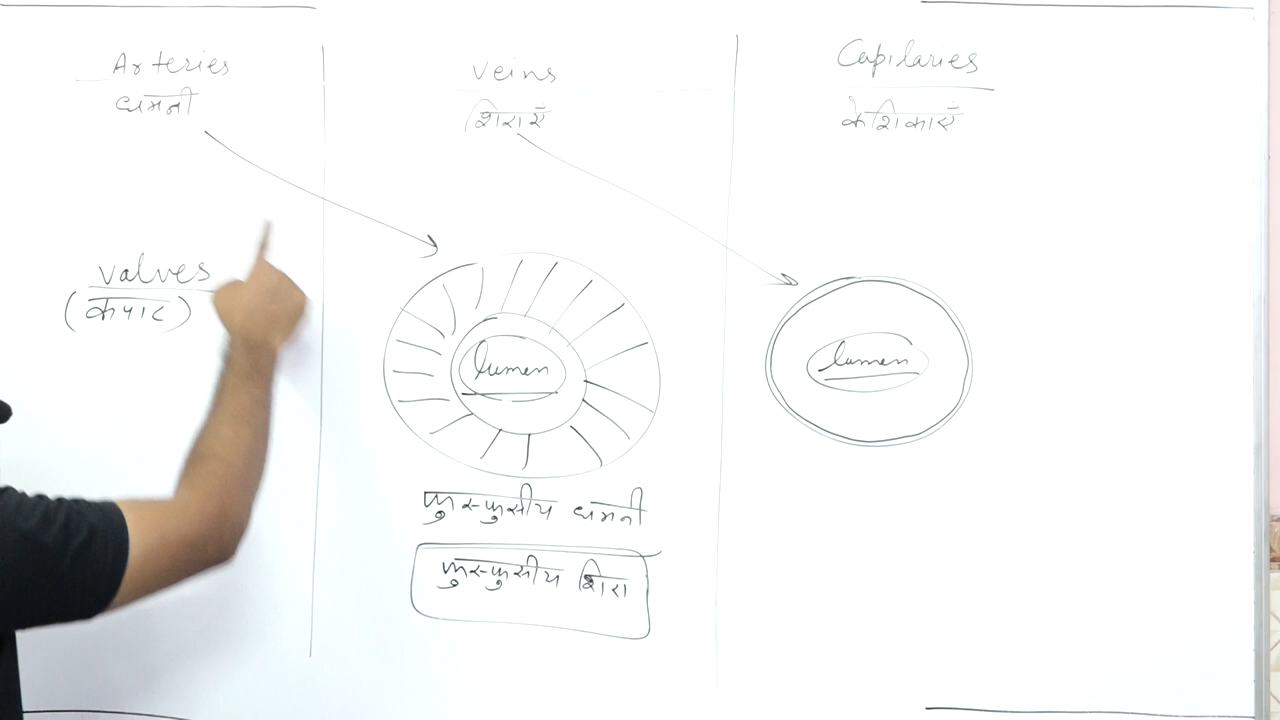 Arteries
धमनी
Veins
शिराएँ
Capilaries
केशिकाएँ
valves
(कपाट)
lumen
lumen
फुस्फुसीय धमनी
फुस्फुसीय शिरा